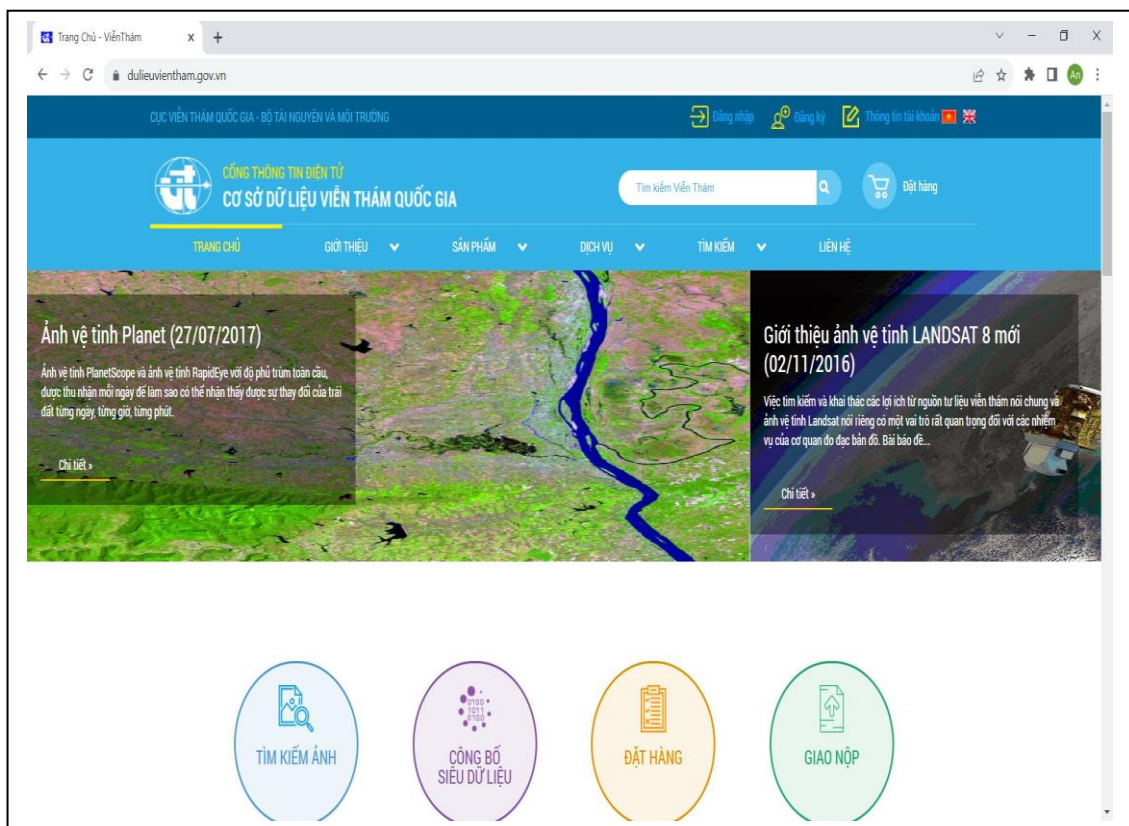 Trang Chủ - ViễnThám
dulieuvientham.gov.vn
An
CỤC VIỄN THÁM QUỐC GIA - BỘ TÀI NGUYÊN VÀ MÔI TRƯỜNG
Đăng nhập
Đăng ký
Thông tin tài khoản
CỔNG THÔNG TIN ĐIỆN TỬ
CƠ SỞ DỮ LIỆU VIỄN THÁM QUỐC GIA
Tìm kiếm Viễn Thám
Đặt hàng
TRANG CHỦ
GIỚI THIỆU
SẢN PHẨM
DỊCH VỤ
TÌM KIẾM
LIÊN HỆ
Ảnh vệ tinh Planet (27/07/2017)
Ảnh vệ tinh PlanetScope và ảnh vệ tinh RapidEye với độ phủ trùm toàn cầu,
được thu nhận mỗi ngày để làm sao có thể nhận thấy được sự thay đổi của trái
đất từng ngày, từng giờ, từng phút.
Chi tiết »
Giới thiệu ảnh vệ tinh LANDSAT 8 mới
(02/11/2016)
Việc tìm kiếm và khai thác các lợi ích từ nguồn tư liệu viễn thám nói chung và
ảnh vệ tinh Landsat nói riêng có một vai trò rất quan trọng đối với các nhiệm
vụ của cơ quan đo đạc bản đồ. Bài báo đề...
Chi tiết »
TÌM KIẾM ẢNH
0100
1011
0100
CÔNG BỐ
SIÊU DỮ LIỆU
ĐẶT HÀNG
GIAO NỘP